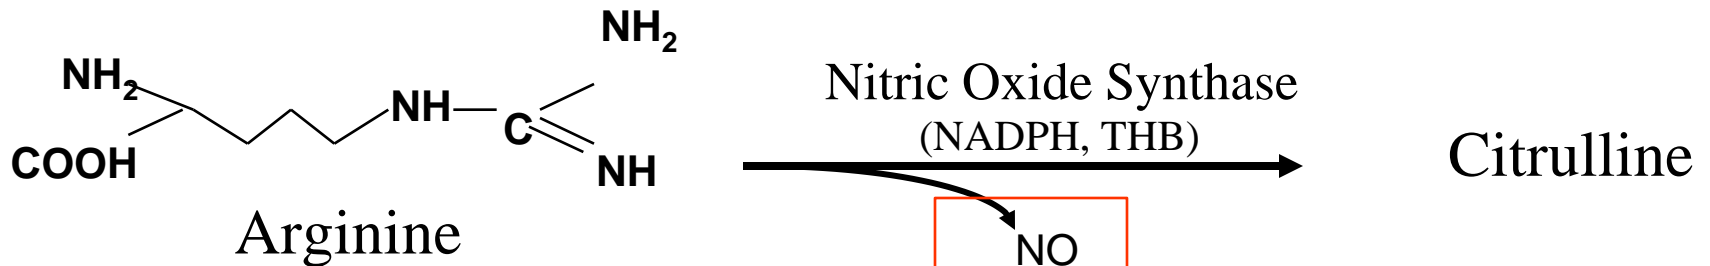 NH₂
NH₂
COOH
NH
C
NH
Arginine
Nitric Oxide Synthase
(NADPH, THB)
NO
Citrulline